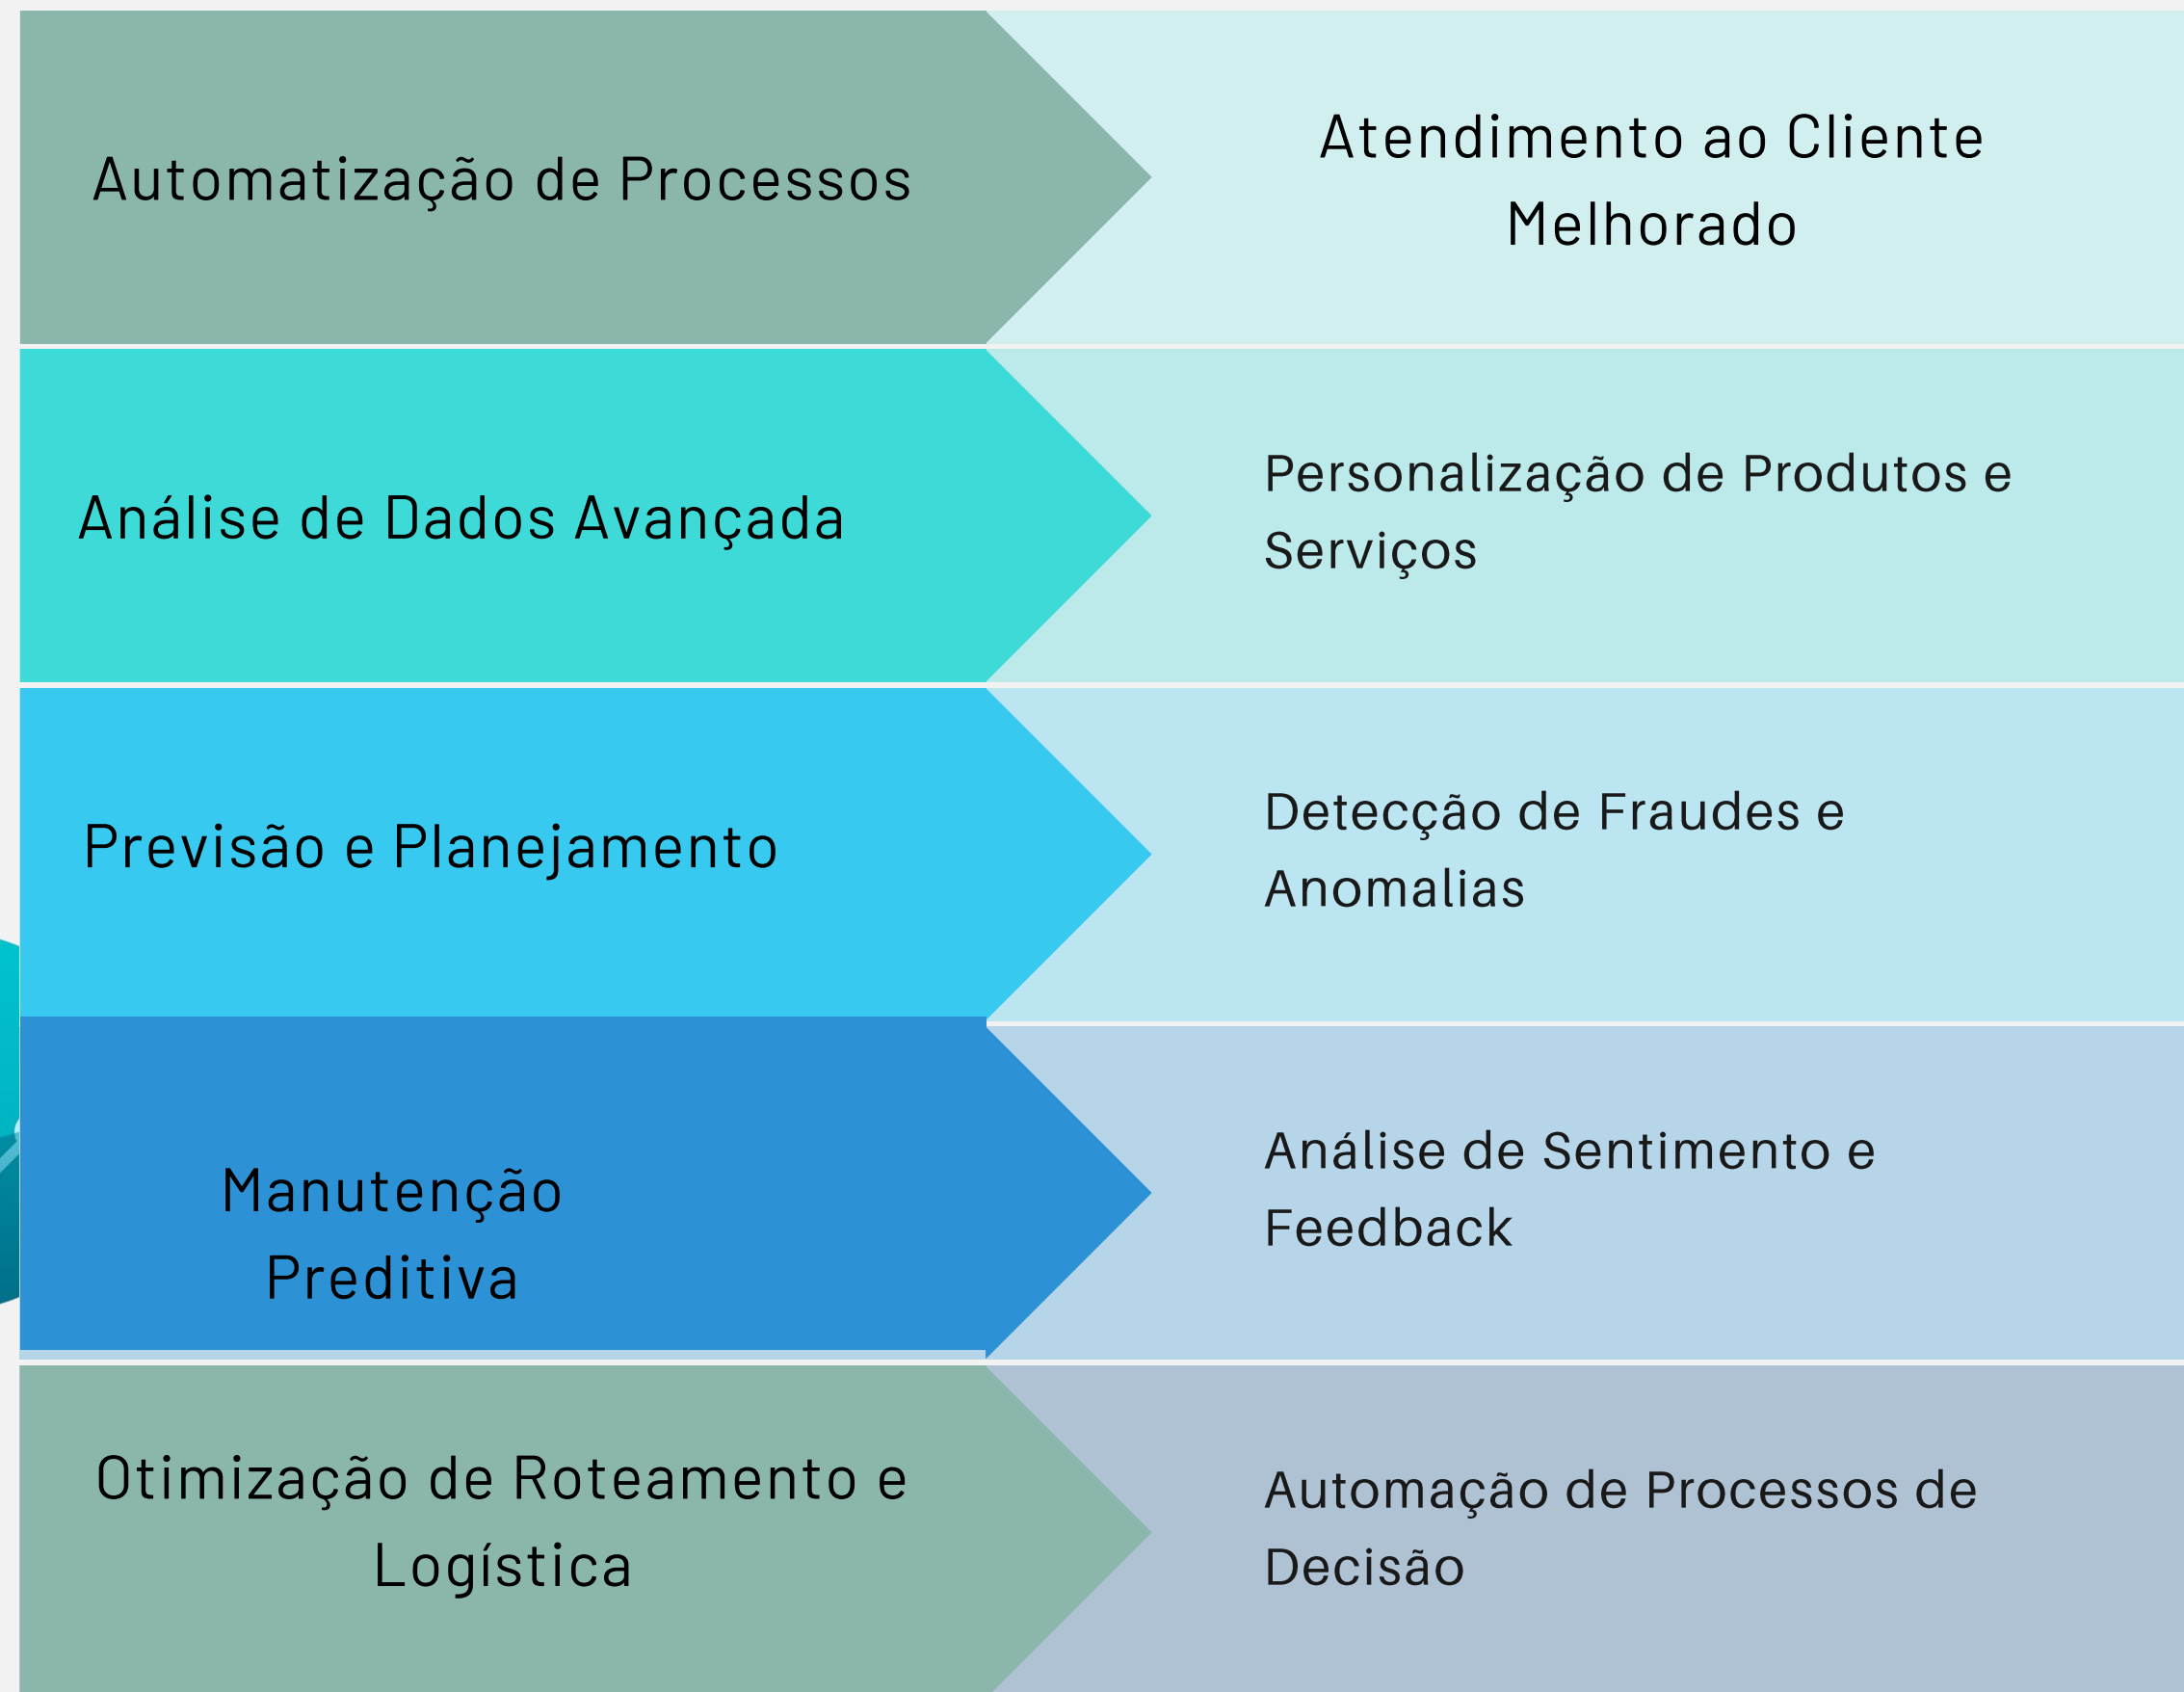 Automatização de Processos
Atendimento ao Cliente
Melhorado
Análise de Dados Avançada
Personalização de Produtos e
Serviços
Previsão e Planejamento
Detecção de Fraudes e
Anomalias
Manutenção
Preditiva
Análise de Sentimento e
Feedback
Otimização de Roteamento e
Logística
Automação de Processos de
Decisão